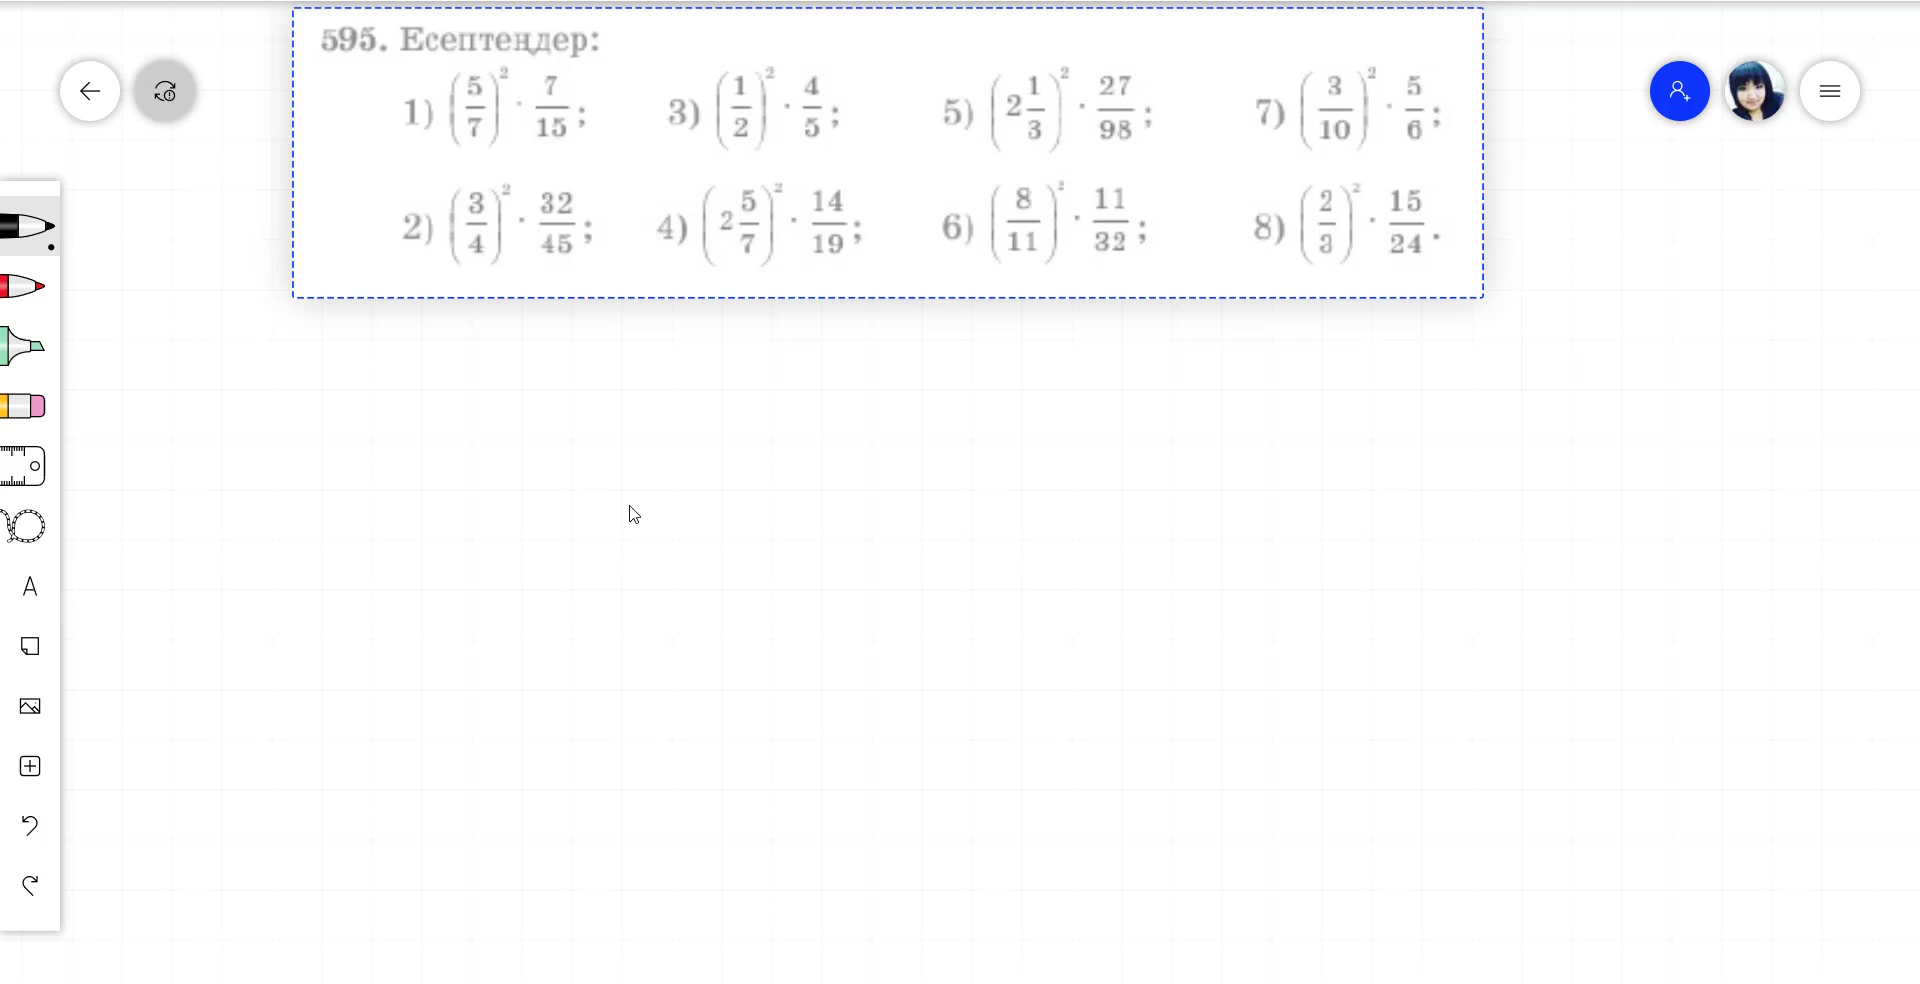 595. Есептеңдер:
1) (5/7)² · 7/15; 3) (1/2)² · 4/5; 5) (2 1/3)² · 27/98; 7) (3/10)² · 5/6;
2) (3/4)² · 32/45; 4) (2 5/7)² · 14/19; 6) (8/11)² · 11/32; 8) (2/3)² · 15/24.
A